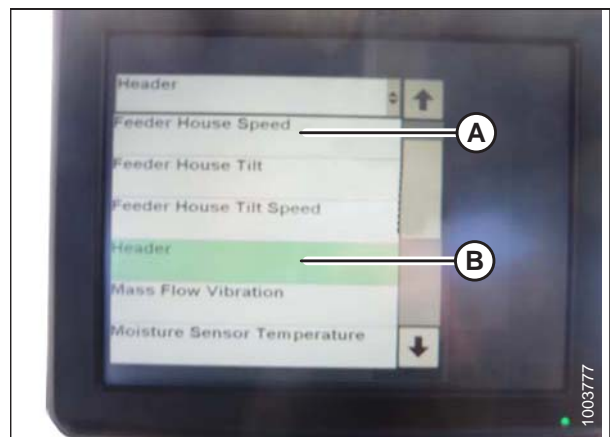 Header
Feeder House Speed
A
Feeder House Tilt
Feeder House Tilt Speed
Header
B
Mass Flow Vibration
Moisture Sensor Temperature
1003777